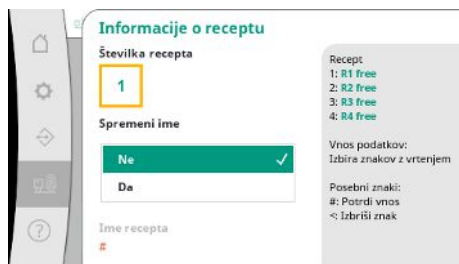 Informacije o receptu
Številka recepta
1
Spremeni ime
Ne
Da
Ime recepta
#
Recept
1: R1 free
2: R2 free
3: R3 free
4: R4 free
Vnos podatkov:
Izbira znakov z vrtenjem
Posebni znaki:
#: Potrdi vnos
<: Izbriši znak
?